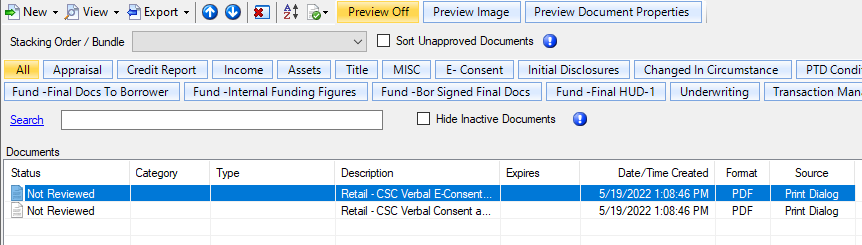 New View Export Preview Off Preview Image Preview Document Properties
Stacking Order / Bundle Sort Unapproved Documents
All Appraisal Credit Report Income Assets Title MISC E- Consent Initial Disclosures Changed In Circumstance PTD Condi
Fund -Final Docs To Borrower Fund -Internal Funding Figures Fund -Bor Signed Final Docs Fund -Final HUD-1 Underwriting Transaction Mana
Search Hide Inactive Documents
Documents
Status Category Type Description Expires Date/Time Created Format Source
Not Reviewed Retail - CSC Verbal E-Consent... 5/19/2022 1:08:46 PM PDF Print Dialog
Not Reviewed Retail - CSC Verbal Consent a... 5/19/2022 1:08:46 PM PDF Print Dialog